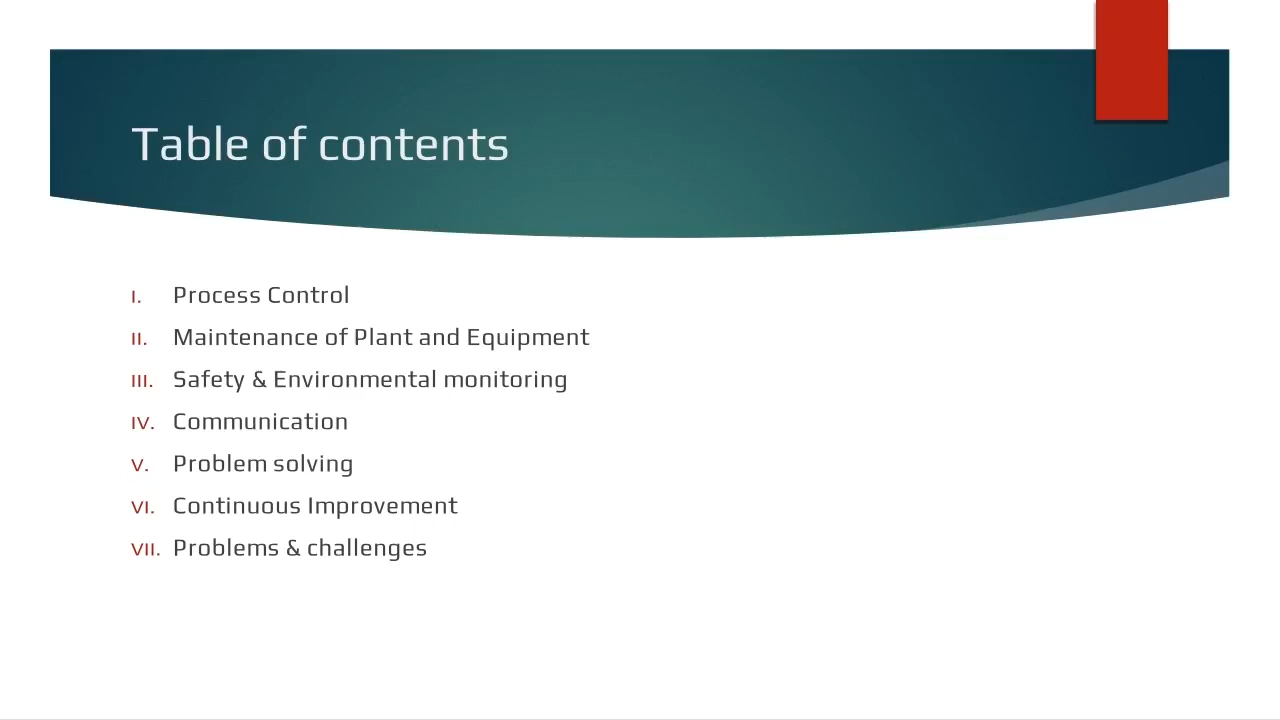 Table of contents
I. Process Control
II. Maintenance of Plant and Equipment
III. Safety & Environmental monitoring
IV. Communication
V. Problem solving
VI. Continuous Improvement
VII. Problems & challenges